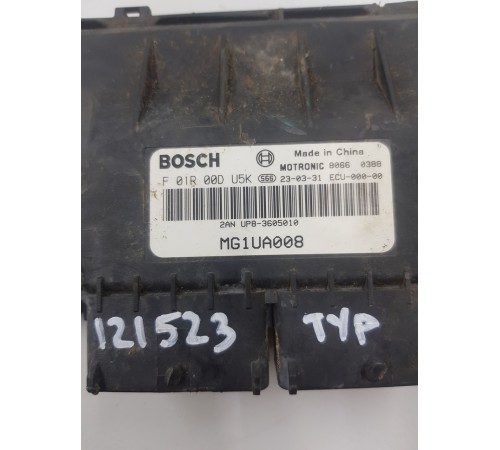 BOSCH Made in China
MOTRONIC 8066 0388
F 01R 00D U5K SGS 23-03-31 ECU-000-00
2AN UP8-3605010
MG1UA008
121523 TYP